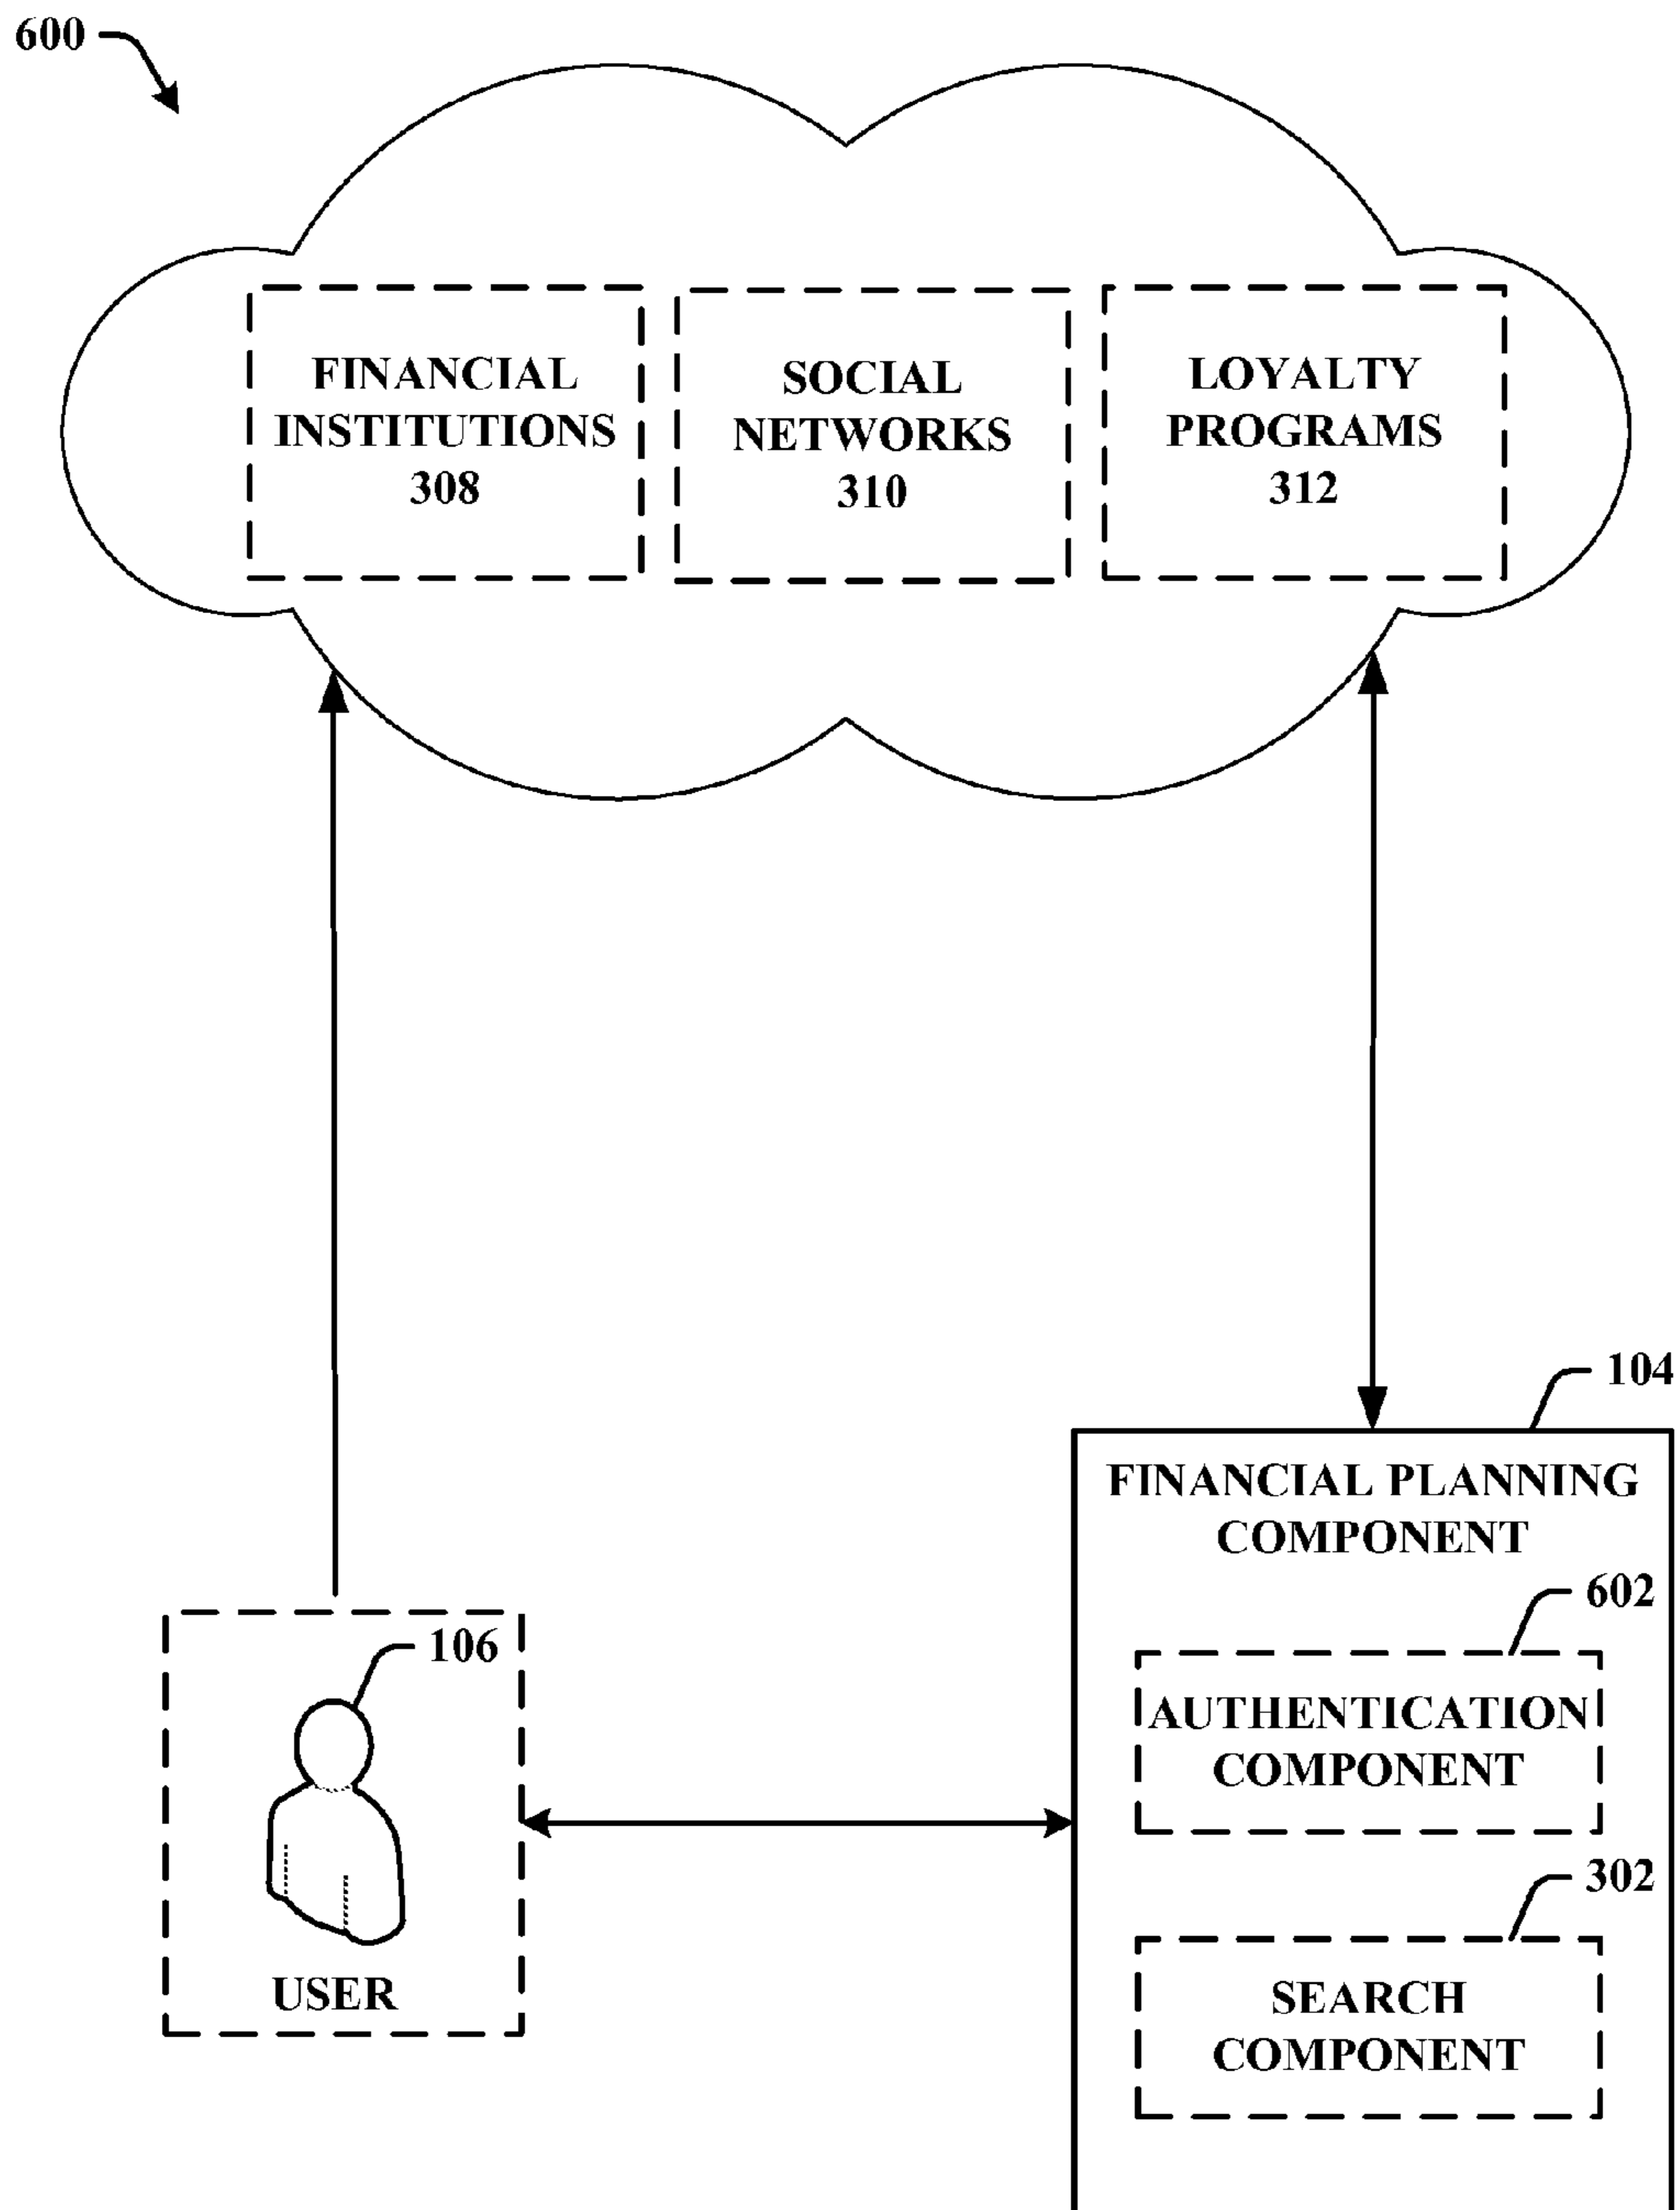 600
FINANCIAL
INSTITUTIONS
308
SOCIAL
NETWORKS
310
LOYALTY
PROGRAMS
312
104
FINANCIAL PLANNING
COMPONENT
602
AUTHENTICATION
COMPONENT
302
SEARCH
COMPONENT
106
USER